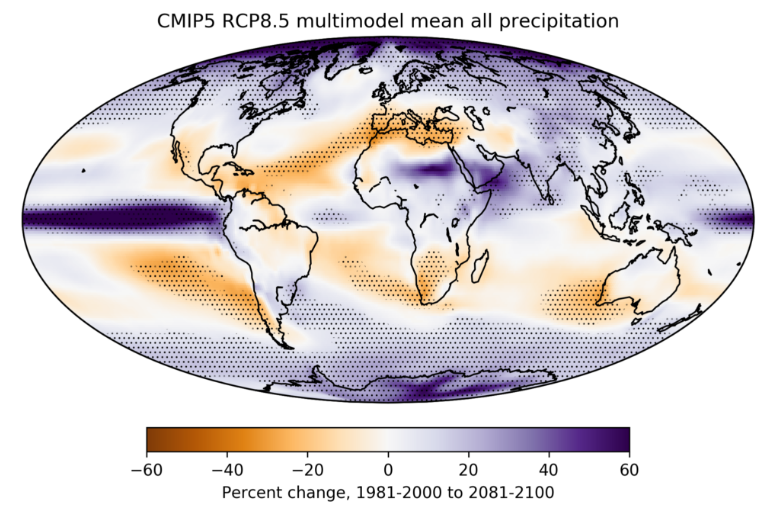 CMIP5 RCP8.5 multimodel mean all precipitation
−60 −40 −20 0 20 40 60
Percent change, 1981-2000 to 2081-2100